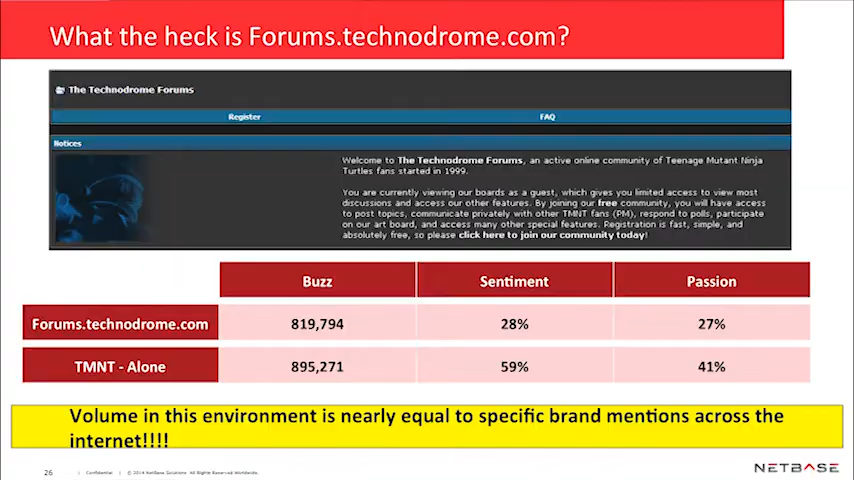 What the heck is Forums.technodrome.com?
The Technodrome Forums
Register FAQ
Notices
Welcome to The Technodrome Forums, an active online community of Teenage Mutant Ninja
Turtles fans started in 1999.
You are currently viewing our boards as a guest, which gives you limited access to view most
discussions and access our other features. By joining our free community, you will have access
to post topics, communicate privately with other TMNT fans (PM), respond to polls, participate
on our art board, and access many other special features. Registration is fast, simple, and
absolutely free, so please click here to join our community today!
Buzz Sentiment Passion
Forums.technodrome.com 819,794 28% 27%
TMNT - Alone 895,271 59% 41%
Volume in this environment is nearly equal to specific brand mentions across the
internet!!!!
26 | Confidential | © 2014 NetBase Solutions All Rights Reserved Worldwide.
NETBASE